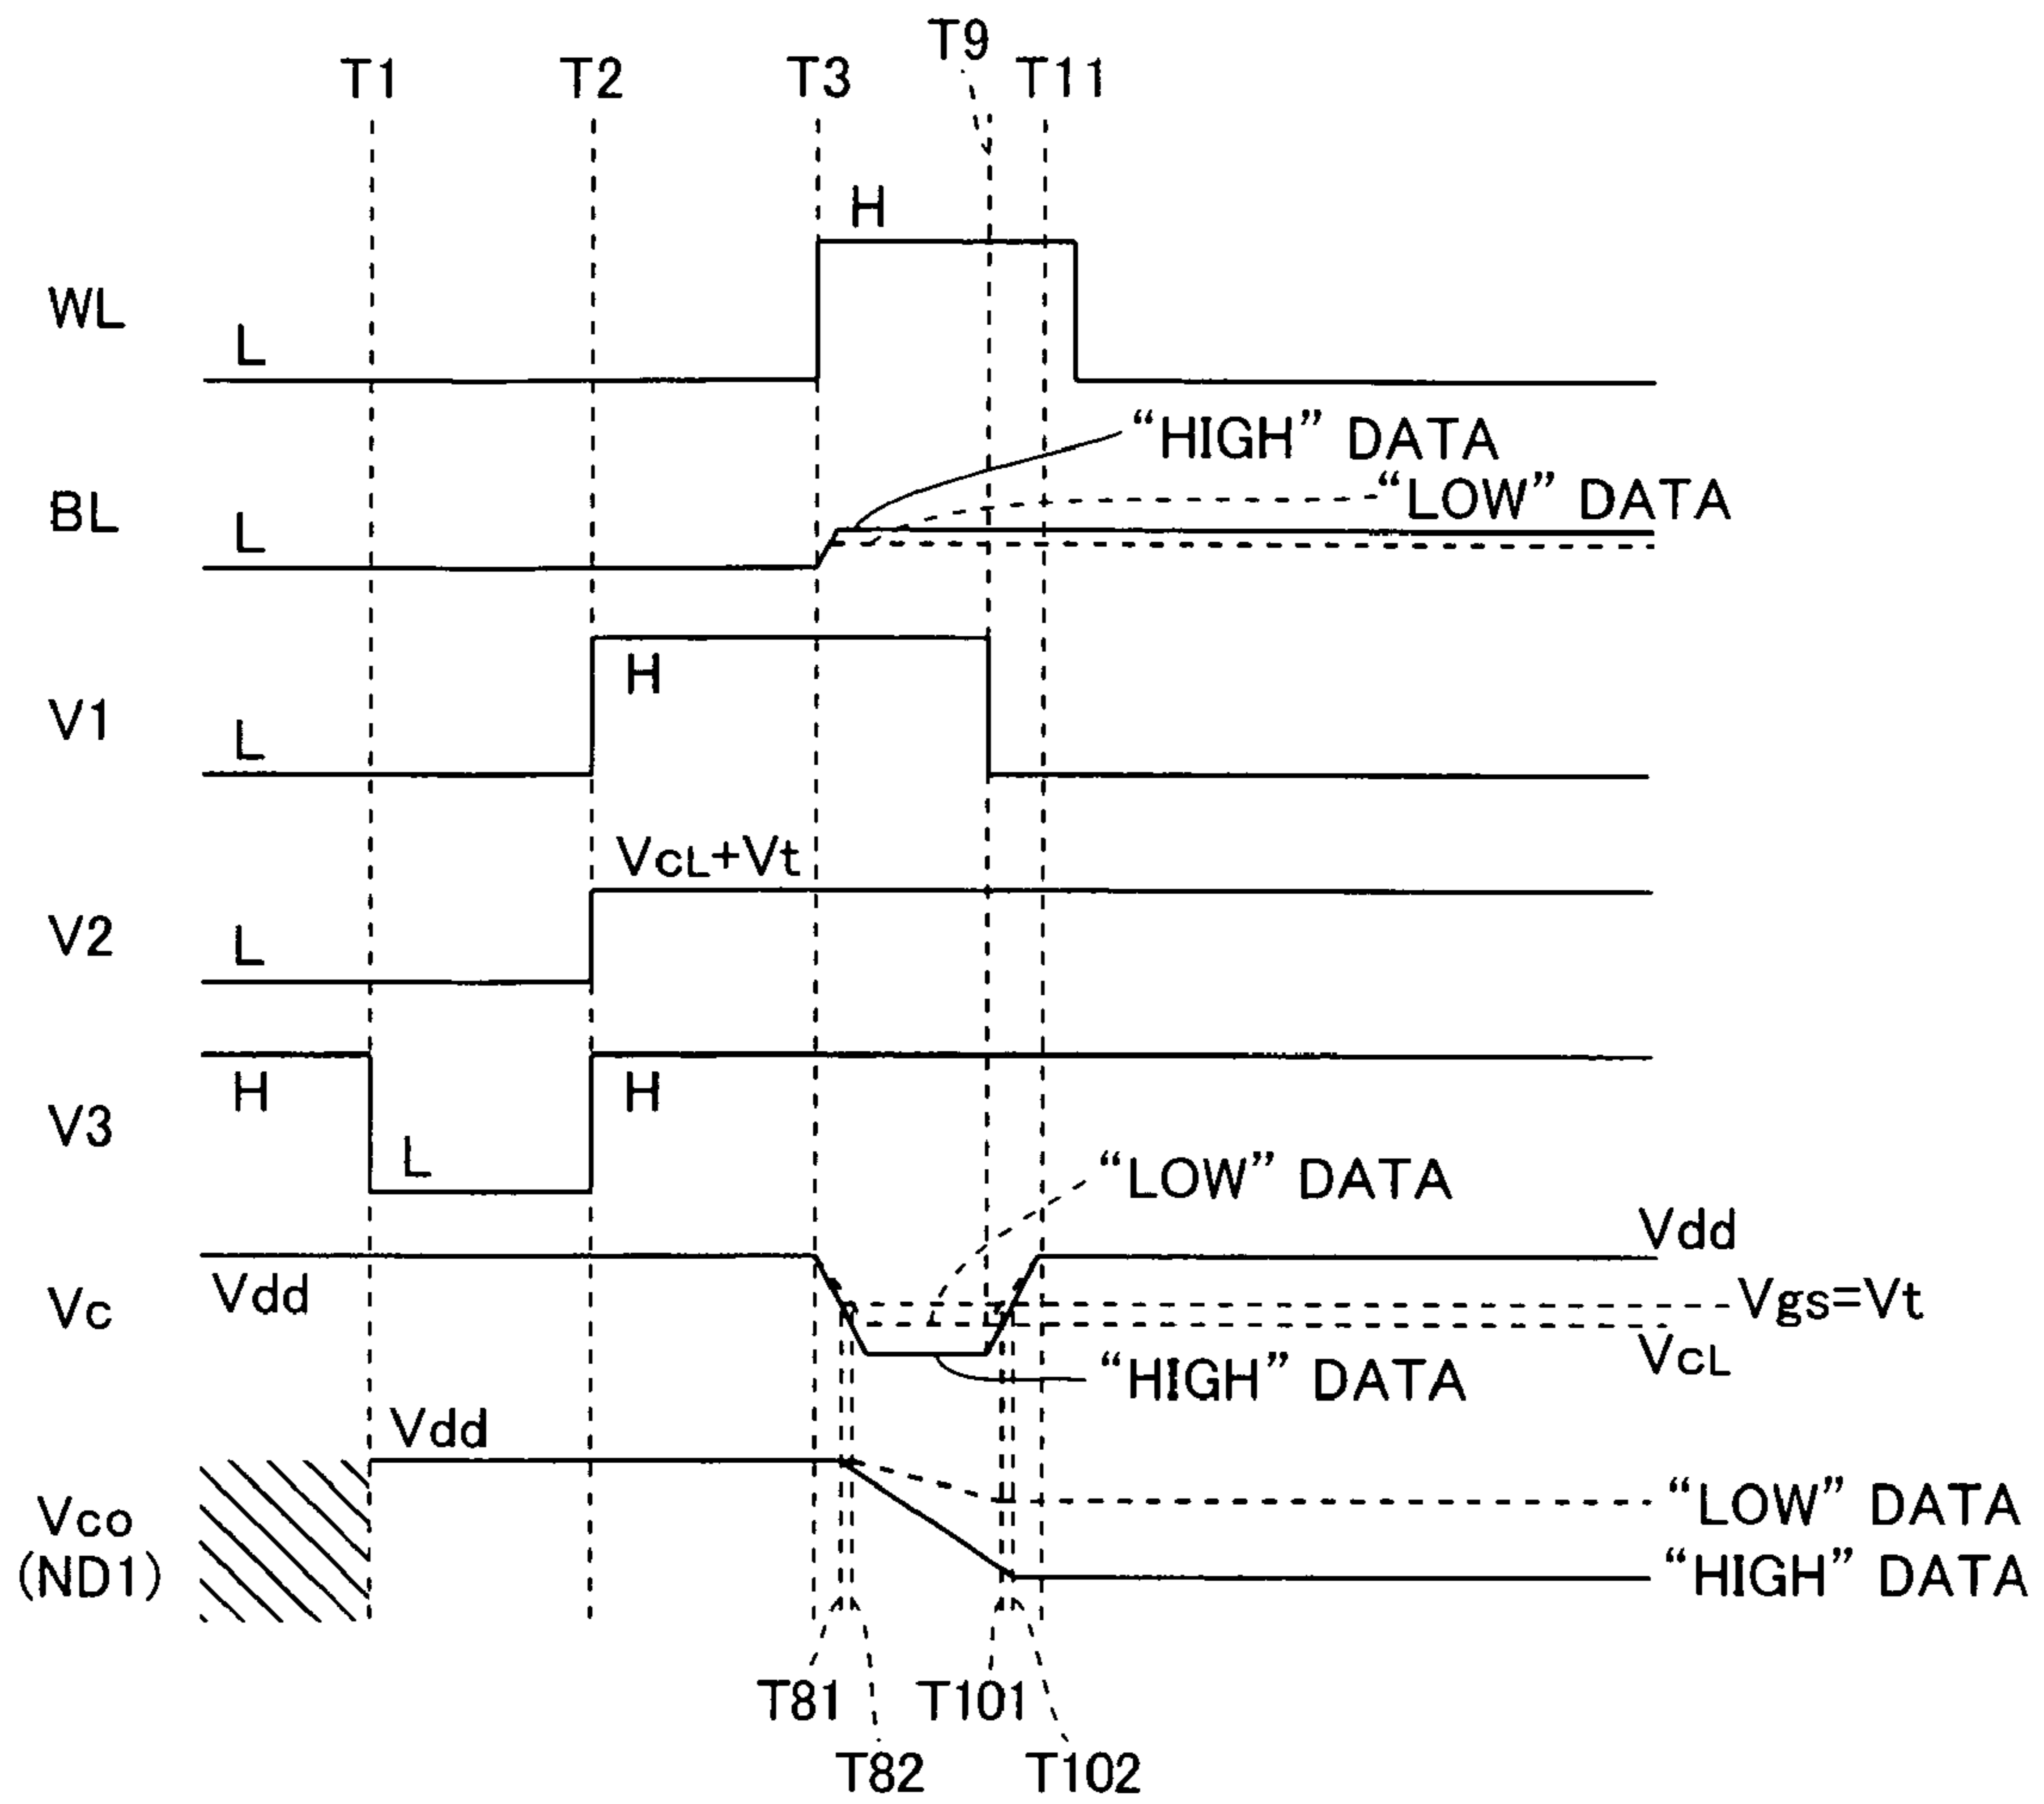 T9
T1 T2 T3 T11
H
WL
L
“HIGH” DATA
“LOW” DATA
BL
L
H
V1
L
VCL+Vt
V2
L
H H
V3
L
“LOW” DATA
Vdd
Vdd
Vgs=Vt
Vc
VCL
“HIGH” DATA
Vdd
“LOW” DATA
Vco
(ND1)
“HIGH” DATA
T81 T101
T82 T102